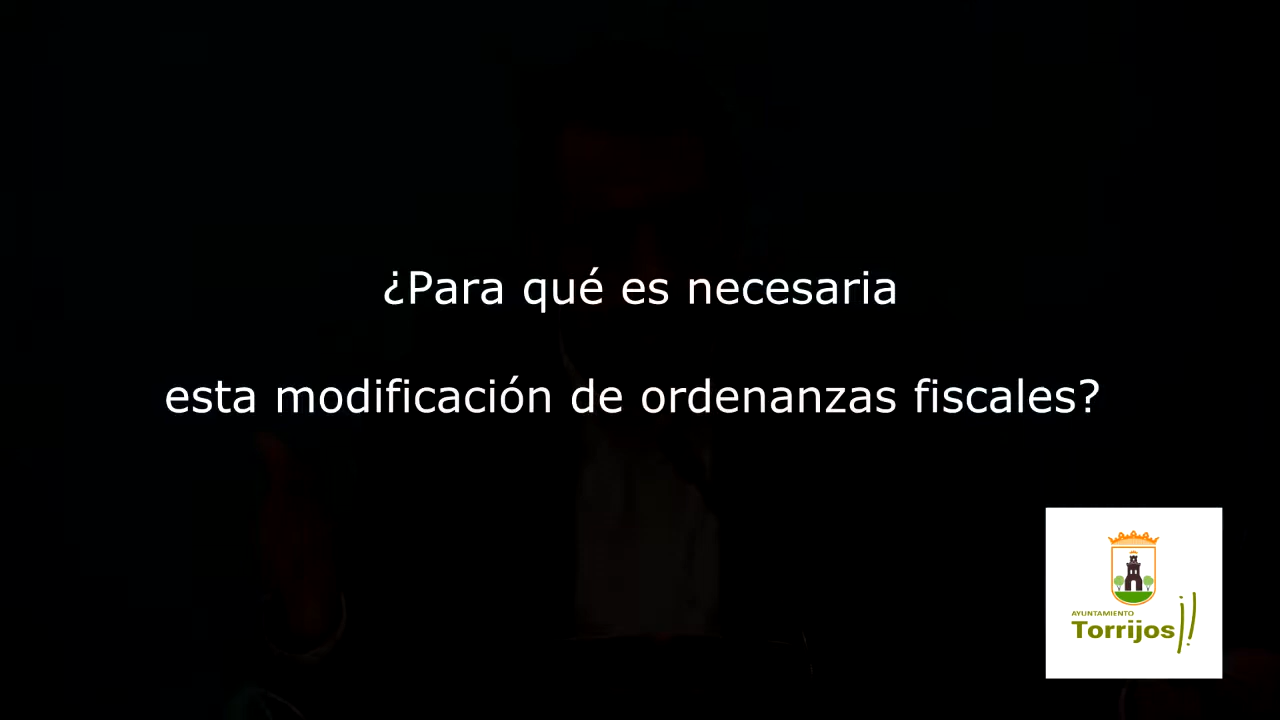 ¿Para qué es necesaria
esta modificación de ordenanzas fiscales?
AYUNTAMIENTO
Torrijos